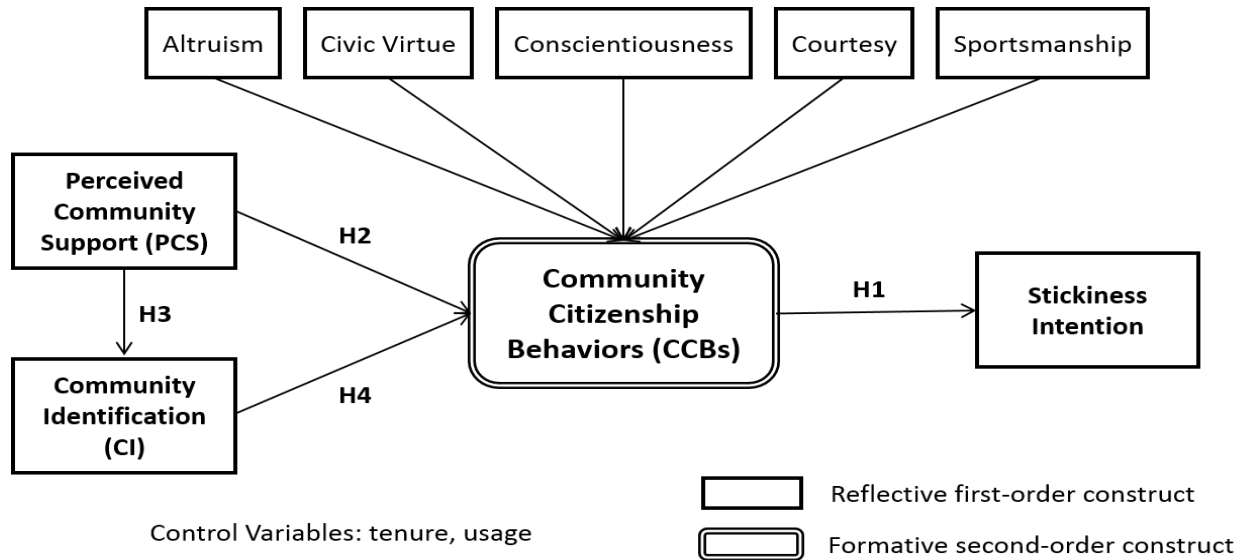 Altruism
Civic Virtue
Conscientiousness
Courtesy
Sportsmanship
Perceived
Community
Support (PCS)
H2
H3
Community
Identification
(CI)
H4
Community
Citizenship
Behaviors (CCBs)
H1
Stickiness
Intention
Control Variables: tenure, usage
Reflective first-order construct
Formative second-order construct